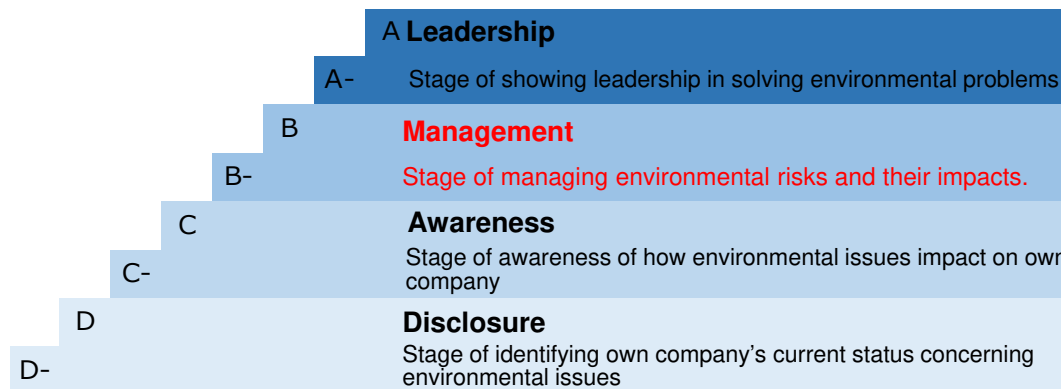 A Leadership
A- Stage of showing leadership in solving environmental problems
B Management
B- Stage of managing environmental risks and their impacts.
C Awareness
C- Stage of awareness of how environmental issues impact on own
company
D Disclosure
D- Stage of identifying own company's current status concerning
environmental issues